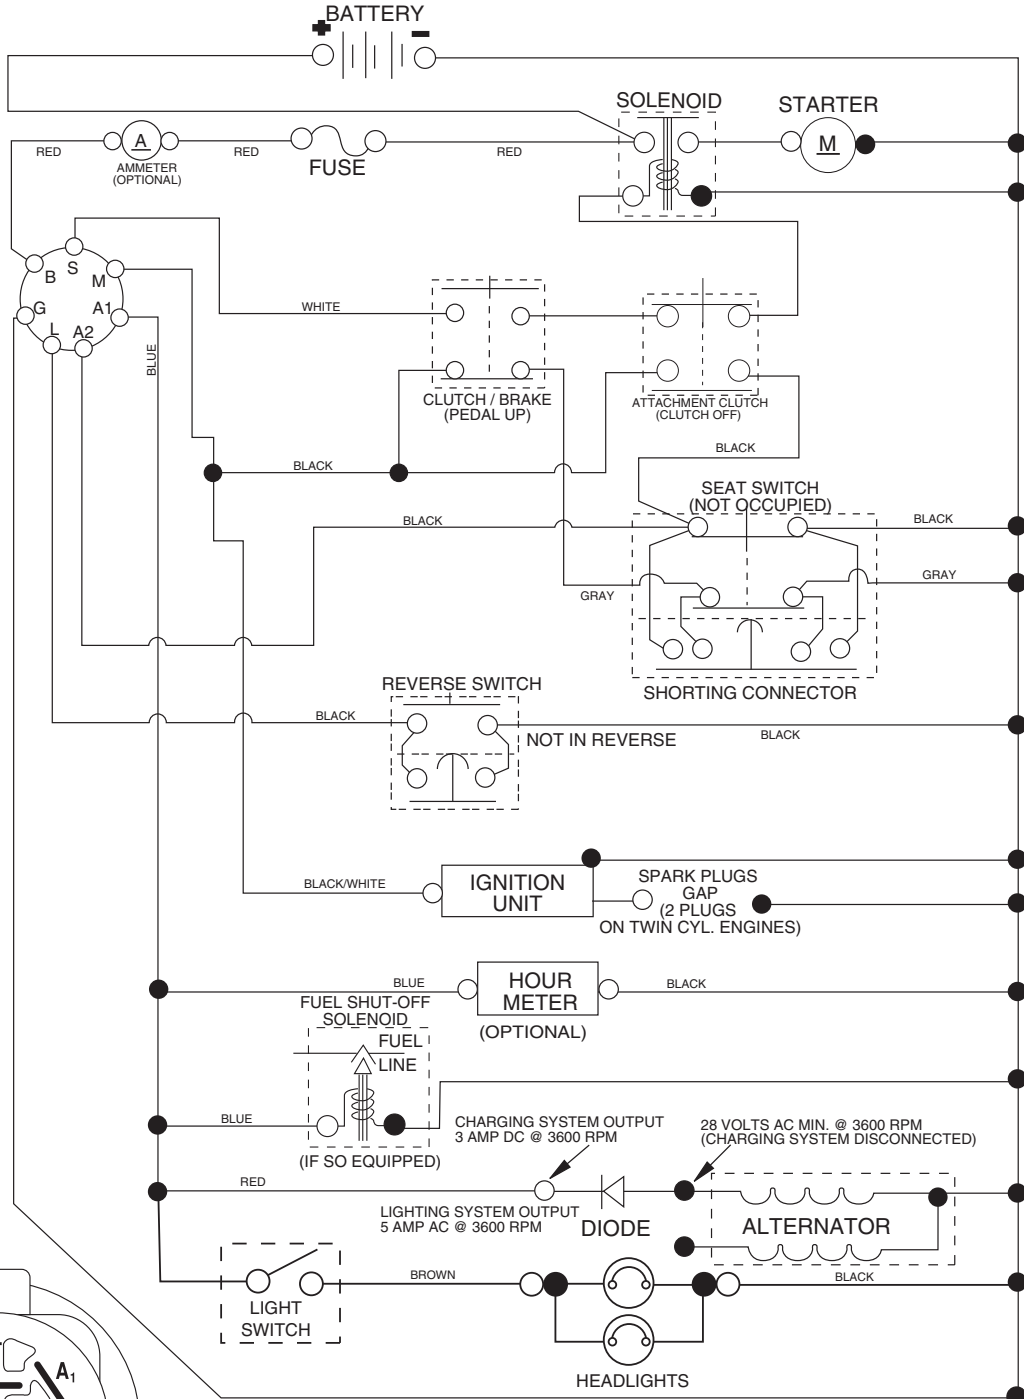 BATTERY
SOLENOID
STARTER
A
M
RED
RED
RED
AMMETER
(OPTIONAL)
FUSE
B
S
M
G
A1
L
A2
WHITE
BLUE
CLUTCH / BRAKE
(PEDAL UP)
ATTACHMENT CLUTCH
(CLUTCH OFF)
BLACK
BLACK
SEAT SWITCH
(NOT OCCUPIED)
BLACK
BLACK
GRAY
GRAY
SHORTING CONNECTOR
REVERSE SWITCH
BLACK
NOT IN REVERSE
BLACK
BLACK/WHITE
IGNITION
UNIT
SPARK PLUGS
GAP
(2 PLUGS
ON TWIN CYL. ENGINES)
BLUE
HOUR
METER
(OPTIONAL)
BLACK
FUEL SHUT-OFF
SOLENOID
FUEL
LINE
BLUE
(IF SO EQUIPPED)
CHARGING SYSTEM OUTPUT
3 AMP DC @ 3600 RPM
28 VOLTS AC MIN. @ 3600 RPM
(CHARGING SYSTEM DISCONNECTED)
RED
LIGHTING SYSTEM OUTPUT
5 AMP AC @ 3600 RPM
DIODE
ALTERNATOR
BROWN
BLACK
LIGHT
SWITCH
HEADLIGHTS
A1